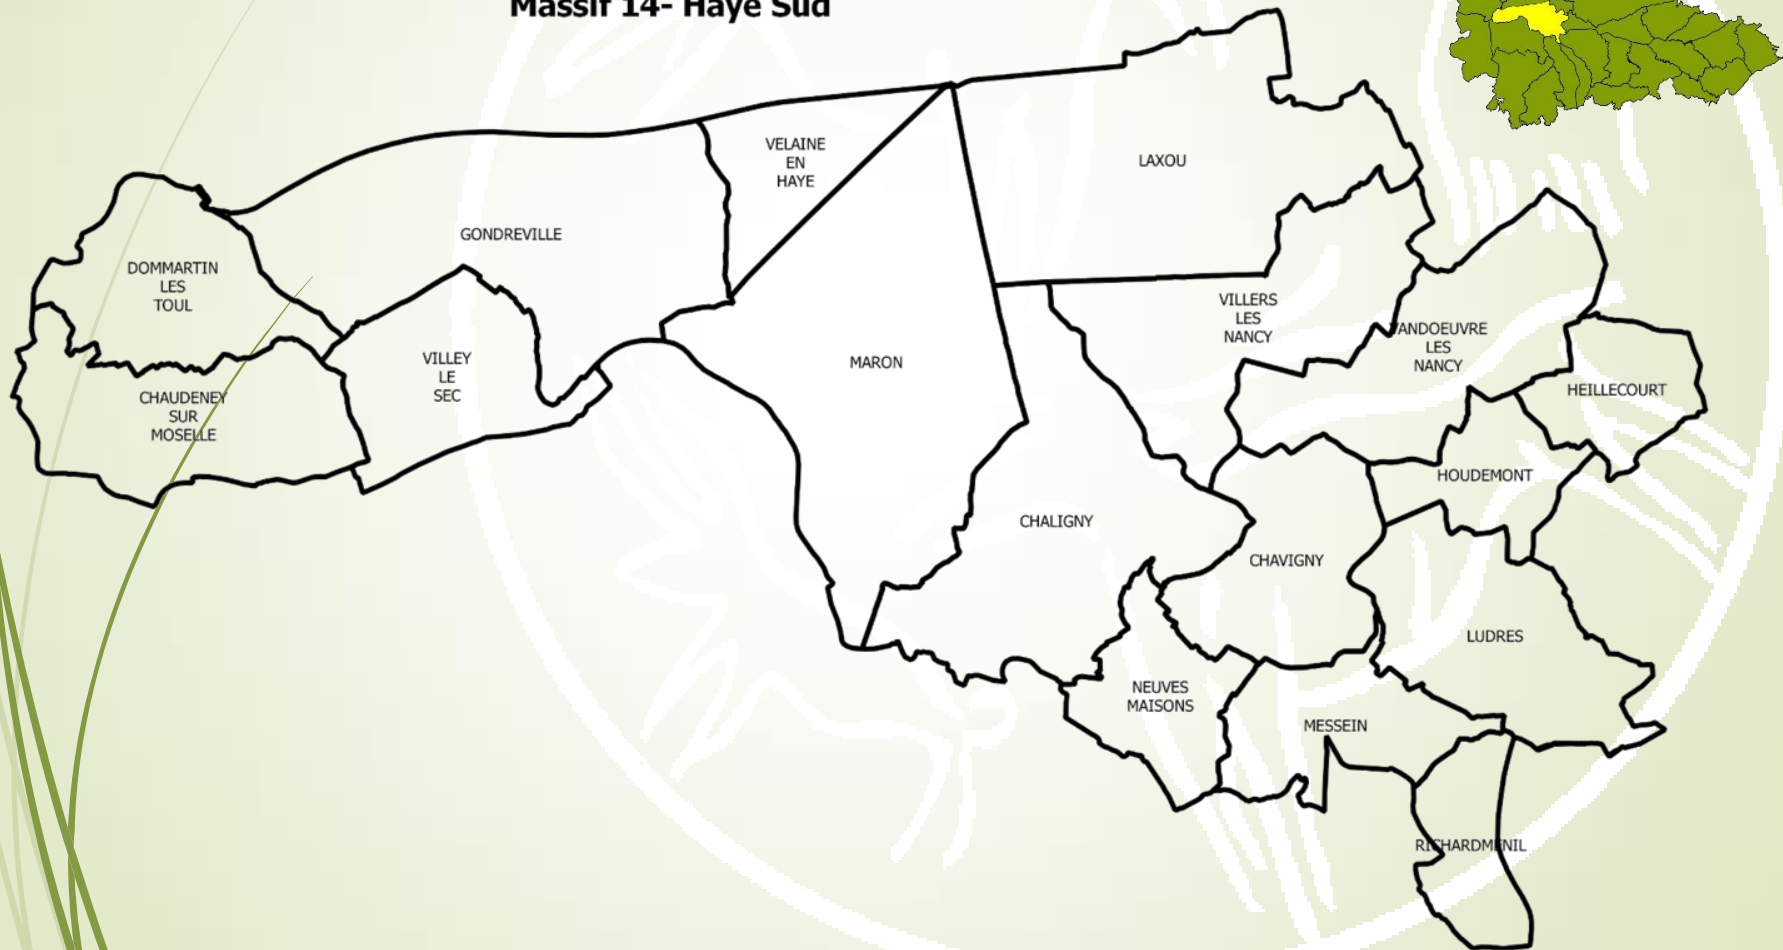 Massif 14- Haye Sud
VELAINE
EN
HAYE
LAXOU
GONDREVILLE
DOMMARTIN
LES
TOUL
VILLERS
LES
NANCY
VANDOEUVRE
LES
NANCY
VILLEY
LE
SEC
MARON
HEILLECOURT
CHAUDENEY
SUR
MOSELLE
HOUDEMONT
CHALIGNY
CHAVIGNY
LUDRES
NEUVES
MAISONS
MESSEIN
RICHARDMENIL